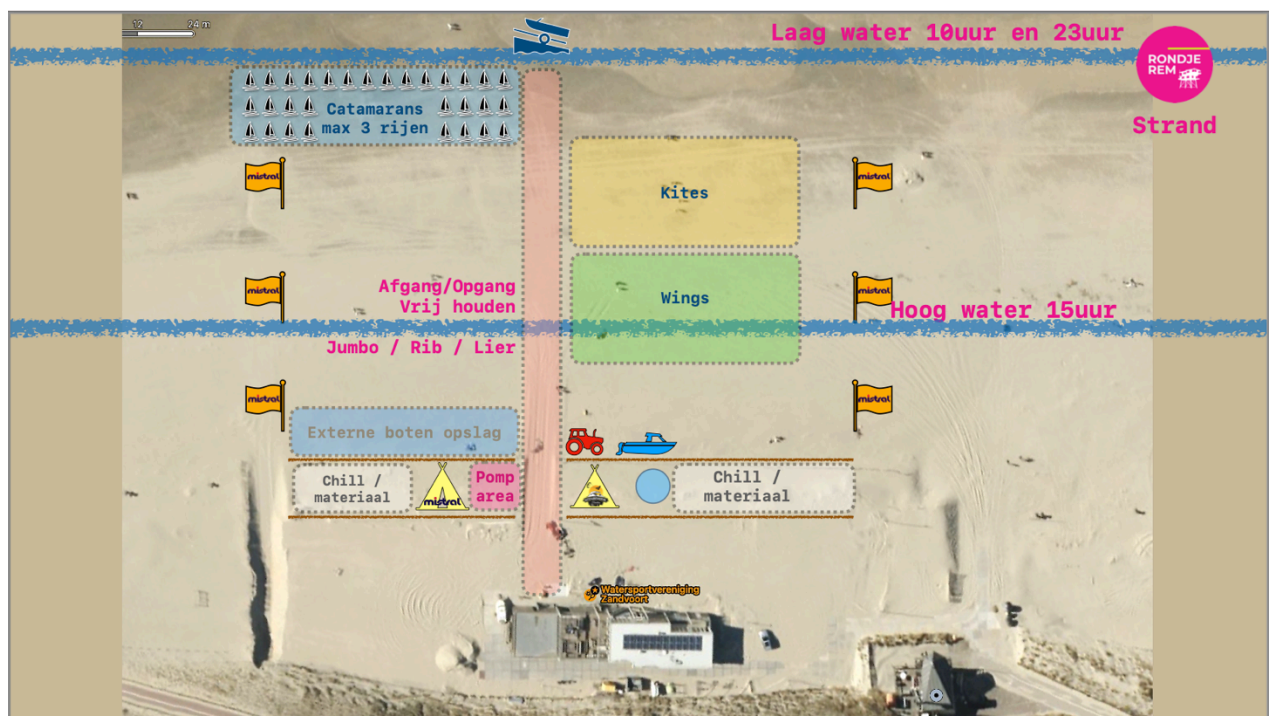 12 24 m
Laag water 10uur en 23uur
RONDJE
REM
Strand
Catamarans
max 3 rijen
mistral
mistral
Kites
mistral
Afgang/Opgang
Vrij houden
Wings
mistral
Hoog water 15uur
Jumbo / Rib / Lier
mistral
mistral
Externe boten opslag
Chill /
materiaal
mistral
Pomp
area
Chill /
materiaal
Watersportvereniging
Zandvoort